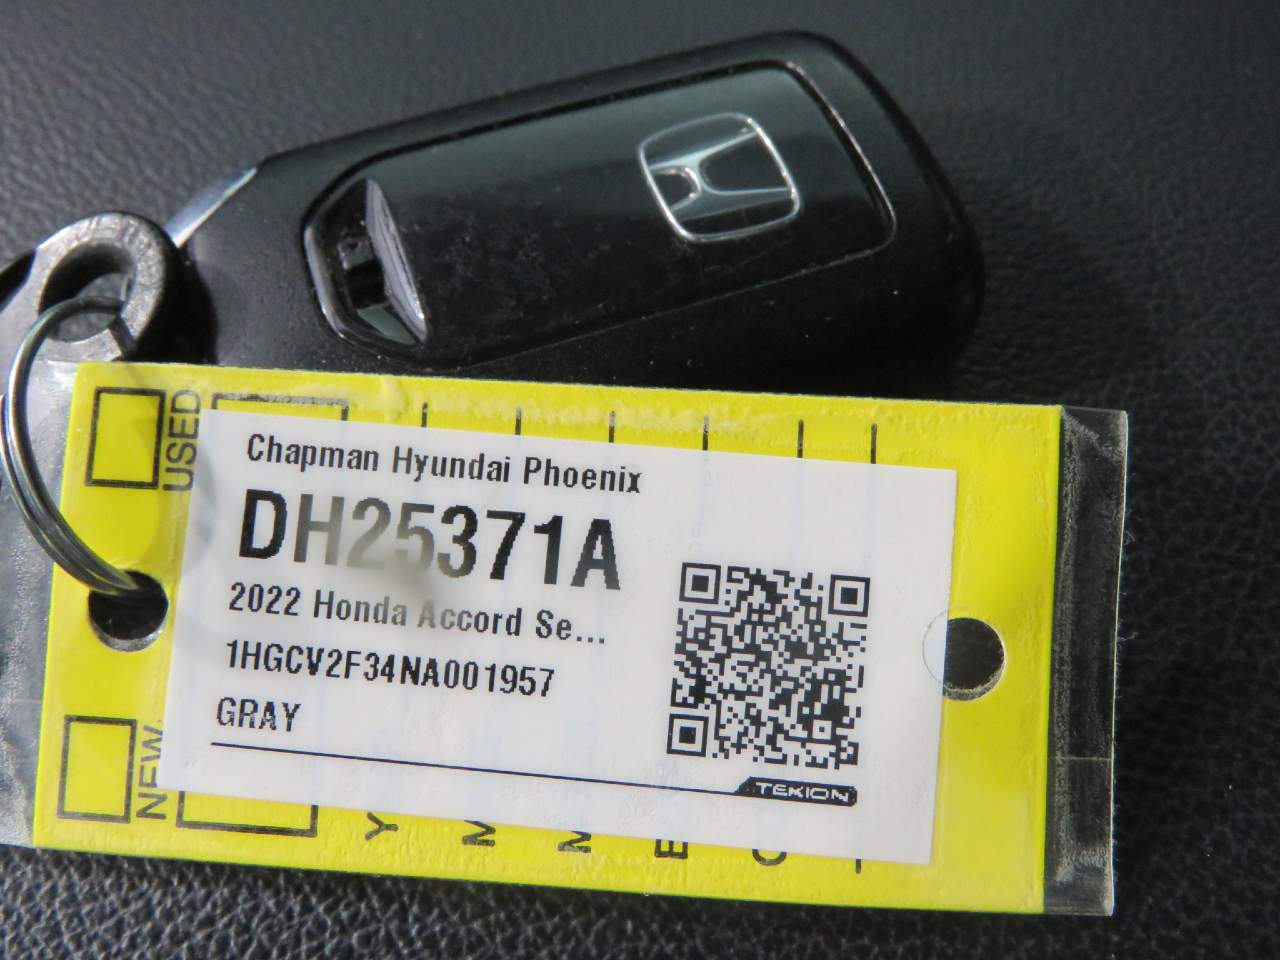 USED
Chapman Hyundai Phoenix
DH25371A
2022 Honda Accord Se...
1HGCV2F34NA001957
GRAY
TEKION
NEW
Y
M